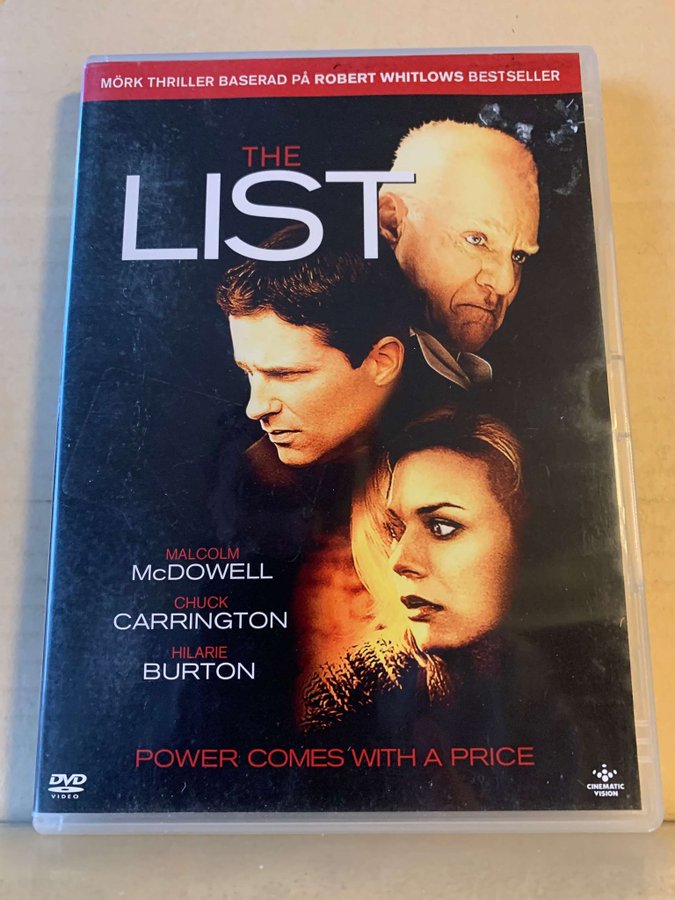 MÖRK THRILLER BASERAD PÅ ROBERT WHITLOWS BESTSELLER
THE
LIST
MALCOLM
McDOWELL
CHUCK
CARRINGTON
HILARIE
BURTON
POWER COMES WITH A PRICE
DVD
VIDEO
CINEMATIC
VISION